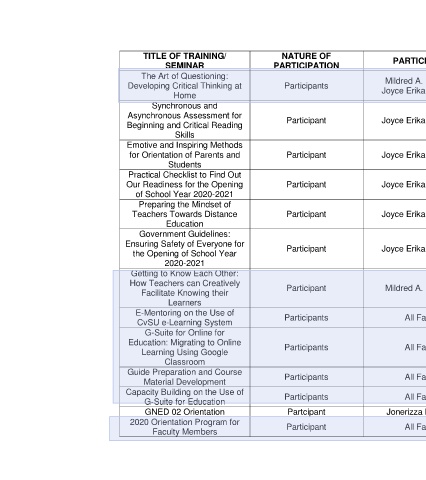 TITLE OF TRAINING/ NATURE OF PARTIC
SEMINAR PARTICIPATION
The Art of Questioning:
Developing Critical Thinking at
Home
Participants
Mildred A.
Joyce Erika
Synchronous and
Asynchronous Assessment for
Beginning and Critical Reading
Skills
Participant
Joyce Erika
Emotive and Inspiring Methods
for Orientation of Parents and
Students
Participant
Joyce Erika
Practical Checklist to Find Out
Our Readiness for the Opening
of School Year 2020-2021
Participant
Joyce Erika
Preparing the Mindset of
Teachers Towards Distance
Education
Participant
Joyce Erika
Government Guidelines:
Ensuring Safety of Everyone for
the Opening of School Year
2020-2021
Participant
Joyce Erika
Getting to Know Each Other:
How Teachers can Creatively
Facilitate Knowing their
Learners
Participant
Mildred A.
E-Mentoring on the Use of
CvSU e-Learning System
Participants
All Fa
G-Suite for Online for
Education: Migrating to Online
Learning Using Google
Classroom
Participants
All Fa
Guide Preparation and Course
Material Development
Participants
All Fa
Capacity Building on the Use of
G-Suite for Education
Participants
All Fa
GNED 02 Orientation
Partcipant
Jonerizza
2020 Orientation Program for
Faculty Members
Participant
All Fa